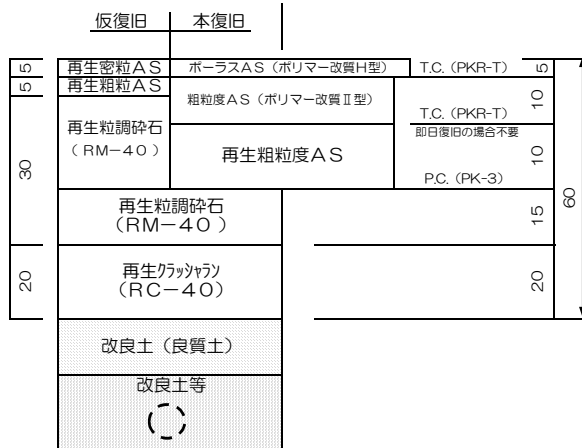 仮復旧 本復旧
5 再生密粒AS ポーラスAS(ポリマー改質H型) T.C. (PKR-T) 5
5 再生粗粒AS
粗粒度AS(ポリマー改質Ⅱ型) 10
T.C. (PKR-T)
再生粒調砕石
(RM-40)
即日復旧の場合不要
再生粗粒度AS 10
30
P.C. (PK-3)
60
再生粒調砕石
(RM-40)
15
再生クラッシャラン
(RC-40)
20 20
改良土(良質土)
改良土等